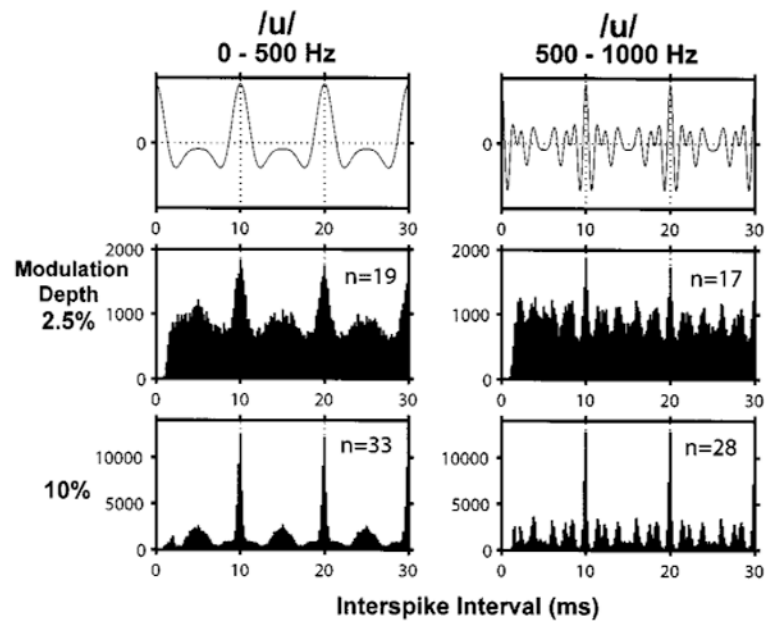 /u/ /u/
0 - 500 Hz 500 - 1000 Hz
0 0
0 10 20 30 0 10 20 30
Modulation
Depth
2.5%
2000 n=19 2000 n=17
1000 1000
0 0
0 10 20 30 0 10 20 30
10%
10000 n=33 10000 n=28
5000 5000
0 0
0 10 20 30 0 10 20 30
Interspike Interval (ms)